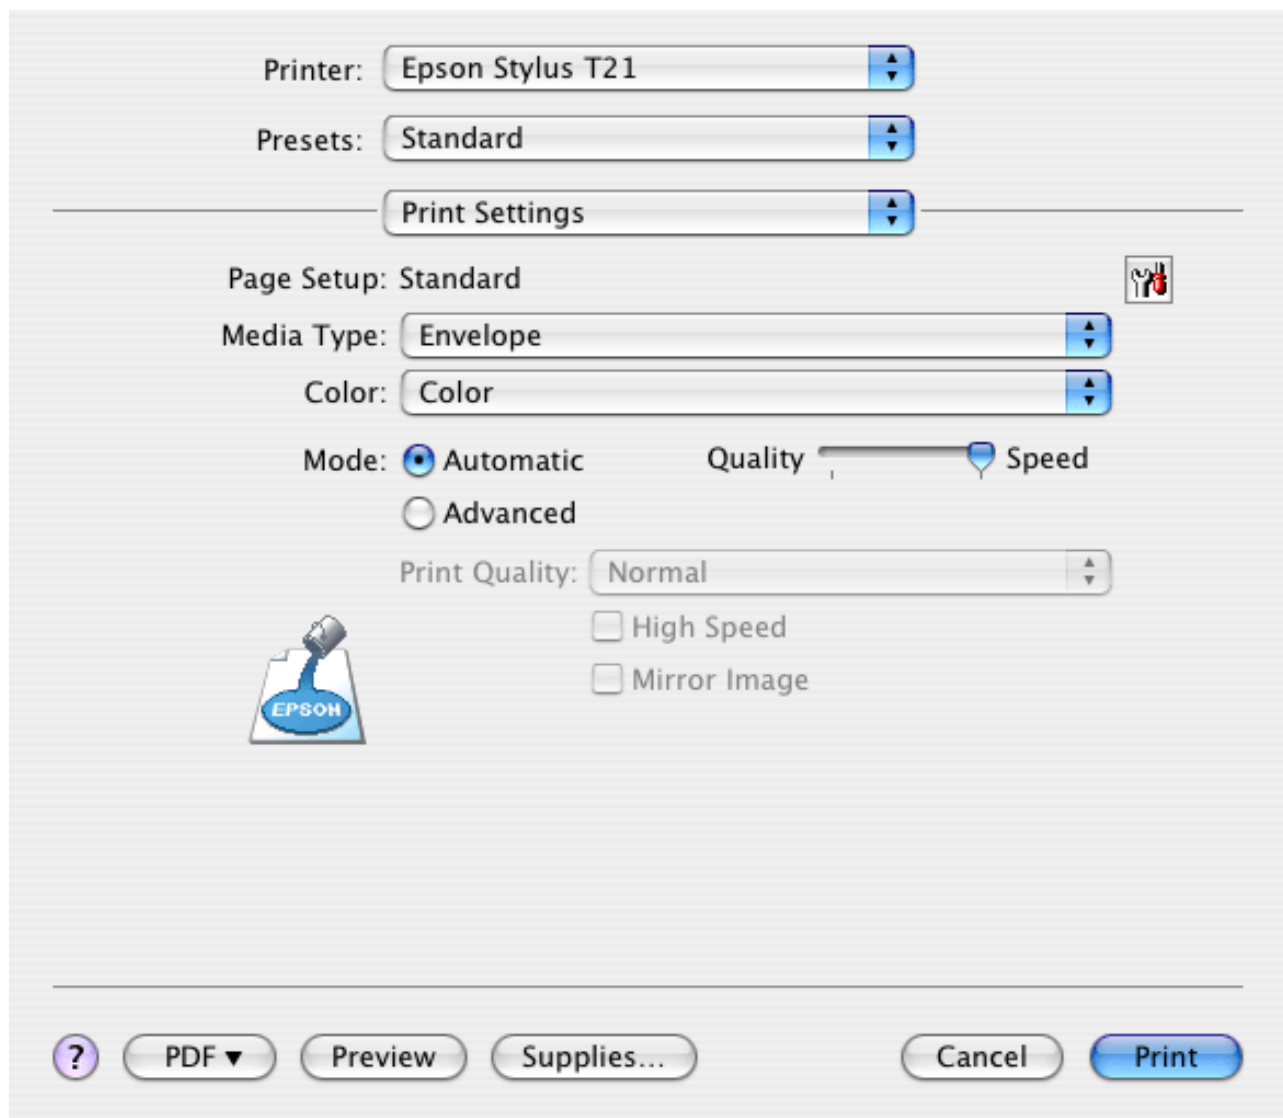 Printer: Epson Stylus T21
Presets: Standard
Print Settings
Page Setup: Standard
Media Type: Envelope
Color: Color
Mode: Automatic Quality Speed
Advanced
Print Quality: Normal
High Speed
Mirror Image
EPSON
? PDF ▼ Preview Supplies... Cancel Print